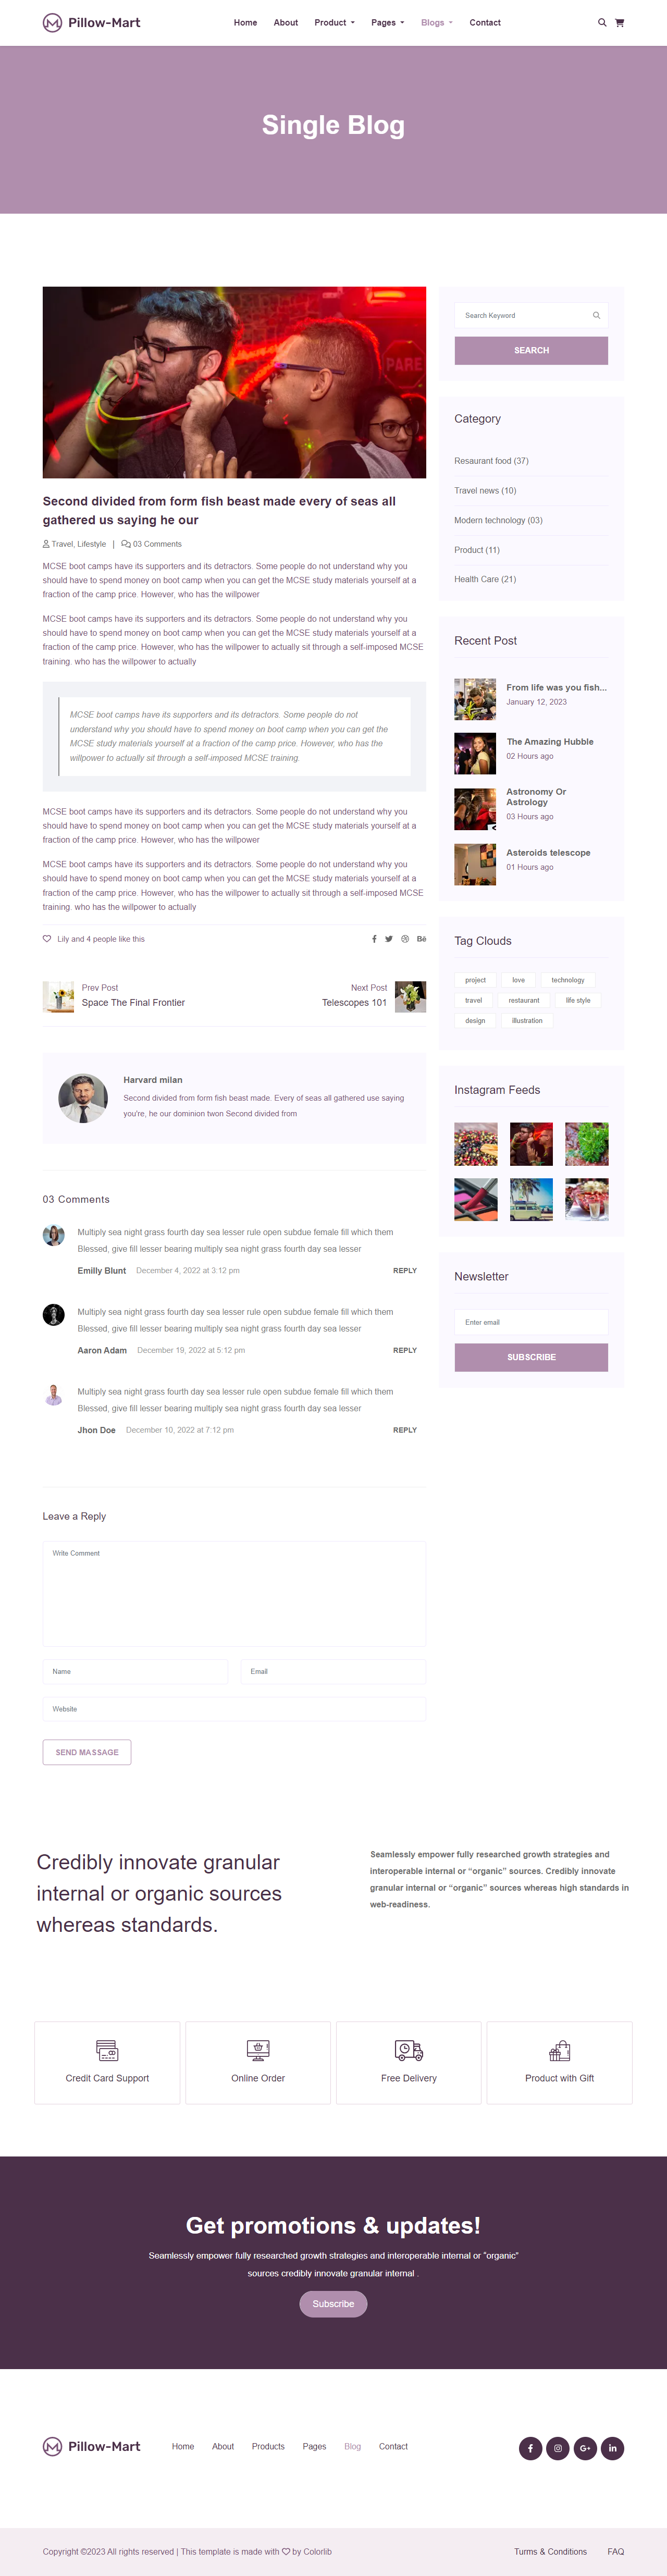 Pillow-Mart
Home About Product Pages Blogs Contact
Single Blog
PARE
Second divided from form fish beast made every of seas all
gathered us saying he our
Travel, Lifestyle | 03 Comments
MCSE boot camps have its supporters and its detractors. Some people do not understand why you
should have to spend money on boot camp when you can get the MCSE study materials yourself at a
fraction of the camp price. However, who has the willpower
MCSE boot camps have its supporters and its detractors. Some people do not understand why you
should have to spend money on boot camp when you can get the MCSE study materials yourself at a
fraction of the camp price. However, who has the willpower to actually sit through a self-imposed MCSE
training. who has the willpower to actually
MCSE boot camps have its supporters and its detractors. Some people do not
understand why you should have to spend money on boot camp when you can get the
MCSE study materials yourself at a fraction of the camp price. However, who has the
willpower to actually sit through a self-imposed MCSE training.
MCSE boot camps have its supporters and its detractors. Some people do not understand why you
should have to spend money on boot camp when you can get the MCSE study materials yourself at a
fraction of the camp price. However, who has the willpower
MCSE boot camps have its supporters and its detractors. Some people do not understand why you
should have to spend money on boot camp when you can get the MCSE study materials yourself at a
fraction of the camp price. However, who has the willpower to actually sit through a self-imposed MCSE
training. who has the willpower to actually
Lily and 4 people like this
Bē
Prev Post
Space The Final Frontier
Next Post
Telescopes 101
Harvard milan
Second divided from form fish beast made. Every of seas all gathered use saying
you're, he our dominion twon Second divided from
03 Comments
Multiply sea night grass fourth day sea lesser rule open subdue female fill which them
Blessed, give fill lesser bearing multiply sea night grass fourth day sea lesser
Emilly Blunt December 4, 2022 at 3:12 pm REPLY
Multiply sea night grass fourth day sea lesser rule open subdue female fill which them
Blessed, give fill lesser bearing multiply sea night grass fourth day sea lesser
Aaron Adam December 19, 2022 at 5:12 pm REPLY
Multiply sea night grass fourth day sea lesser rule open subdue female fill which them
Blessed, give fill lesser bearing multiply sea night grass fourth day sea lesser
Jhon Doe December 10, 2022 at 7:12 pm REPLY
Leave a Reply
Write Comment
Name Email
Website
SEND MASSAGE
Search Keyword
SEARCH
Category
Resaurant food (37)
Travel news (10)
Modern technology (03)
Product (11)
Health Care (21)
Recent Post
From life was you fish...
January 12, 2023
The Amazing Hubble
02 Hours ago
Astronomy Or
Astrology
03 Hours ago
Asteroids telescope
01 Hours ago
Tag Clouds
project love technology
travel restaurant life style
design illustration
Instagram Feeds
Newsletter
Enter email
SUBSCRIBE
Credibly innovate granular
internal or organic sources
whereas standards.
Seamlessly empower fully researched growth strategies and
interoperable internal or “organic” sources. Credibly innovate
granular internal or “organic” sources whereas high standards in
web-readiness.
Credit Card Support Online Order Free Delivery Product with Gift
Get promotions & updates!
Seamlessly empower fully researched growth strategies and interoperable internal or “organic”
sources credibly innovate granular internal .
Subscribe
Pillow-Mart
Home About Products Pages Blog Contact
Copyright ©2023 All rights reserved | This template is made with by Colorlib
Turms & Conditions FAQ